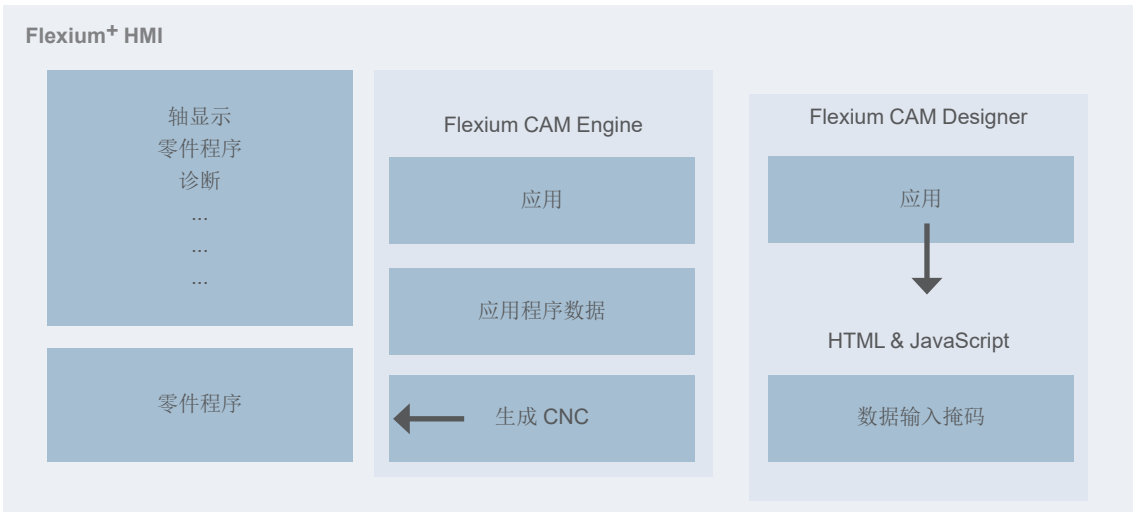 Flexium+ HMI
轴显示
零件程序
诊断
...
...
...
零件程序
Flexium CAM Engine
应用
应用程序数据
生成 CNC
Flexium CAM Designer
应用
HTML & JavaScript
数据输入掩码